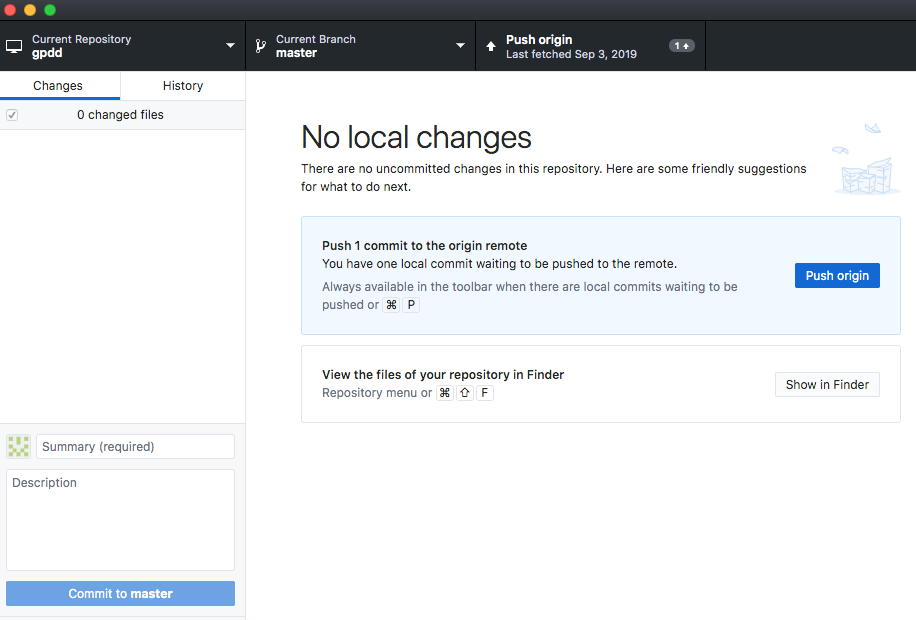 Current Repository
gpdd
Current Branch
master
Push origin
Last fetched Sep 3, 2019
1
Changes
History
0 changed files
No local changes
There are no uncommitted changes in this repository. Here are some friendly suggestions
for what to do next.
Push 1 commit to the origin remote
You have one local commit waiting to be pushed to the remote.
Always available in the toolbar when there are local commits waiting to be
pushed or ⌘ P
Push origin
View the files of your repository in Finder
Repository menu or ⌘ ⇧ F
Show in Finder
Summary (required)
Description
Commit to master